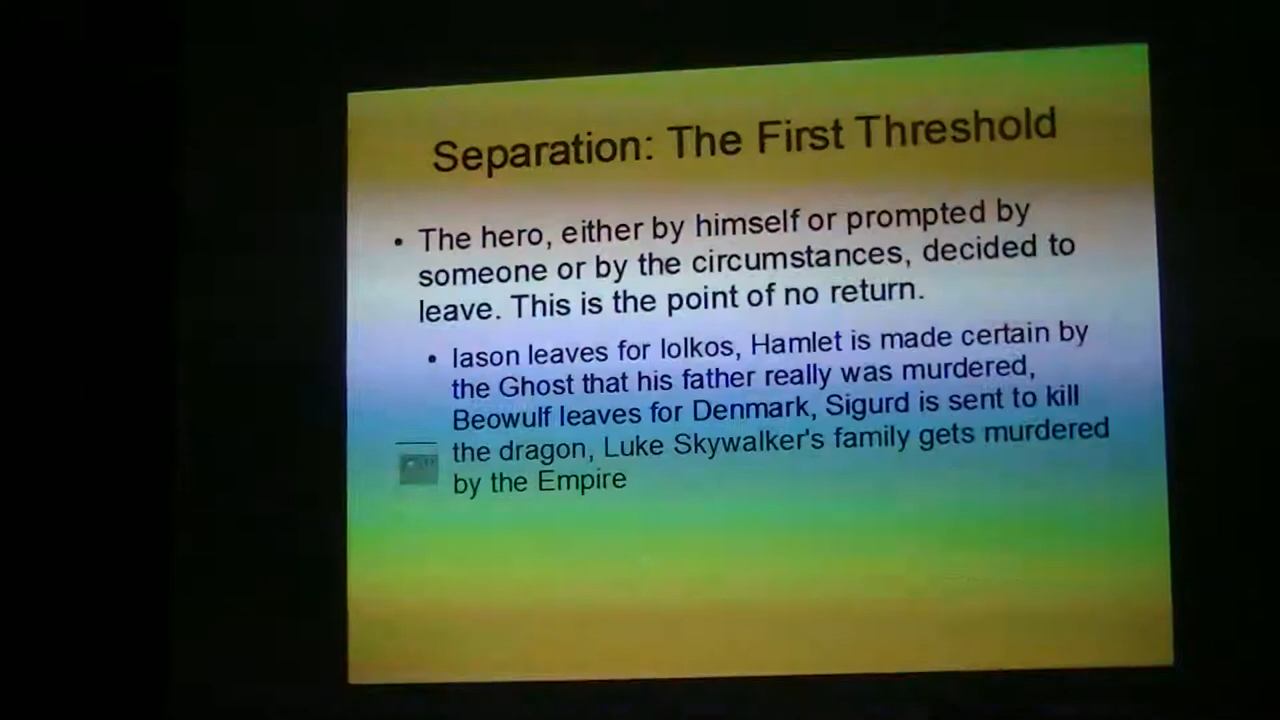 Separation: The First Threshold
• The hero, either by himself or prompted by
someone or by the circumstances, decided to
leave. This is the point of no return.
• Iason leaves for Iolkos, Hamlet is made certain by
the Ghost that his father really was murdered,
Beowulf leaves for Denmark, Sigurd is sent to kill
the dragon, Luke Skywalker's family gets murdered
by the Empire